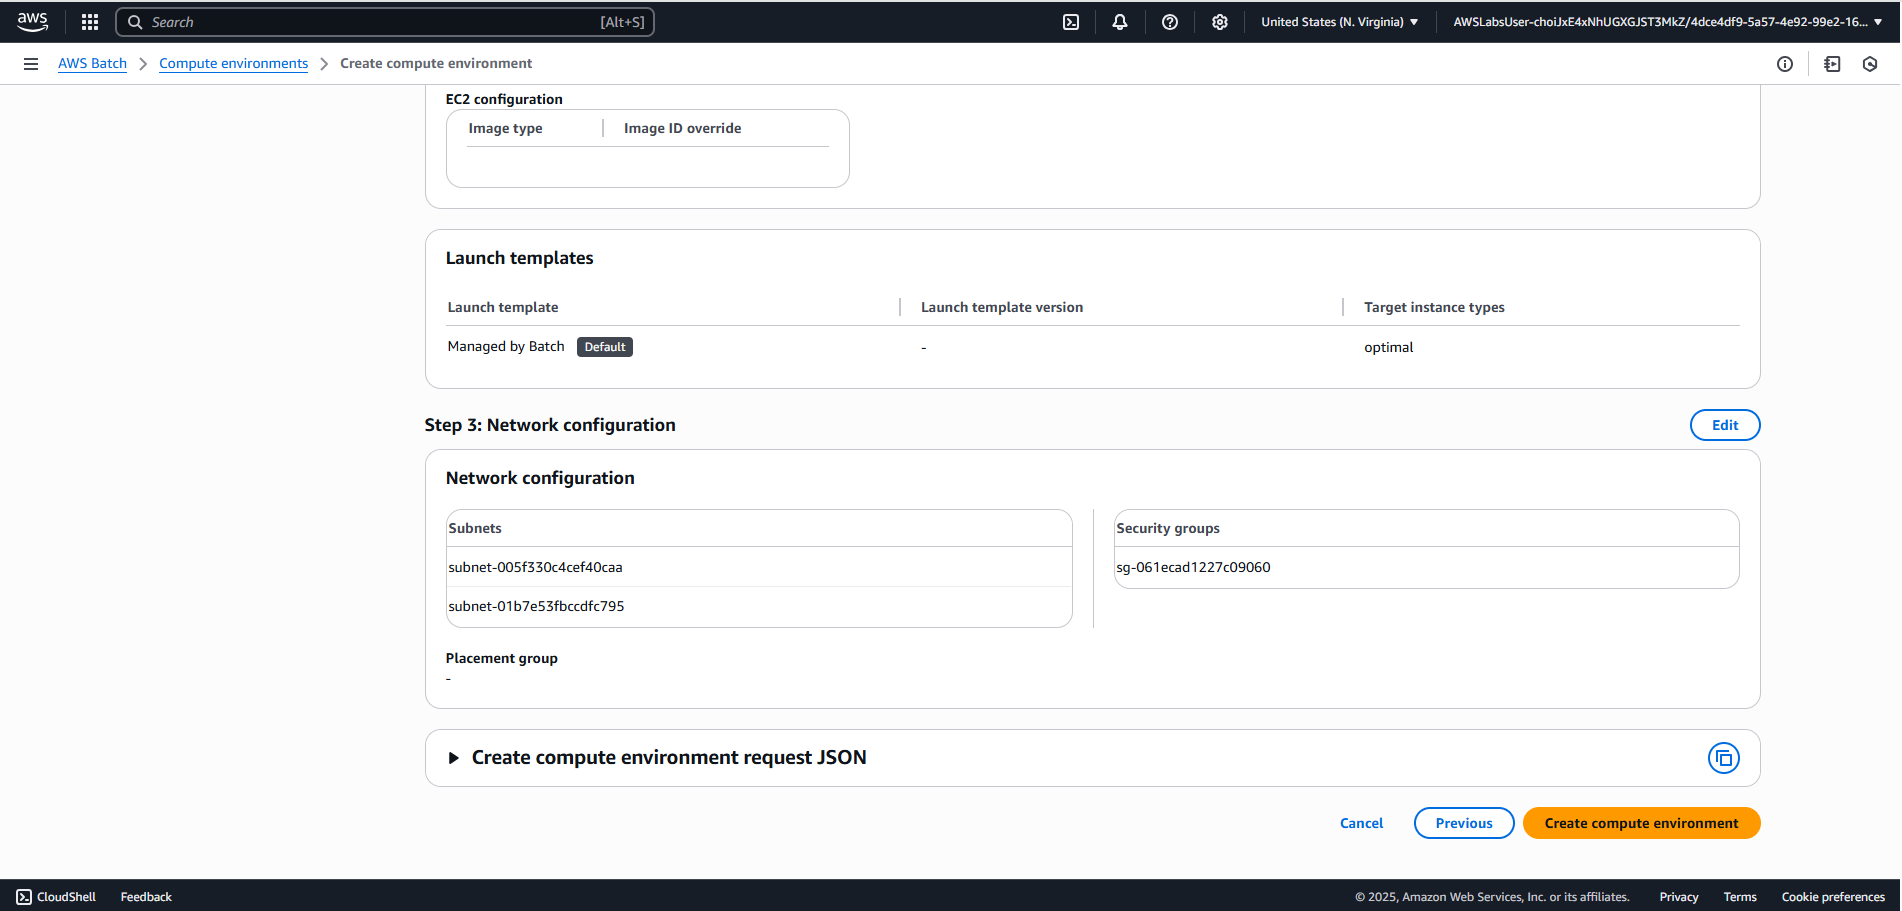 aws
Search [Alt+S]
United States (N. Virginia)
AWSLabsUser-choiJxE4xNhUGXGJST3MkZ/4dce4df9-5a57-4e92-99e2-16...
AWS Batch
Compute environments
Create compute environment
EC2 configuration
Image type
Image ID override
Launch templates
Launch template
Launch template version
Target instance types
Managed by Batch Default
-
optimal
Step 3: Network configuration
Edit
Network configuration
Subnets
Security groups
subnet-005f330c4cef40caa
sg-061ecad1227c09060
subnet-01b7e53fbccdfc795
Placement group
-
Create compute environment request JSON
Cancel
Previous
Create compute environment
CloudShell
Feedback
© 2025, Amazon Web Services, Inc. or its affiliates.
Privacy
Terms
Cookie preferences